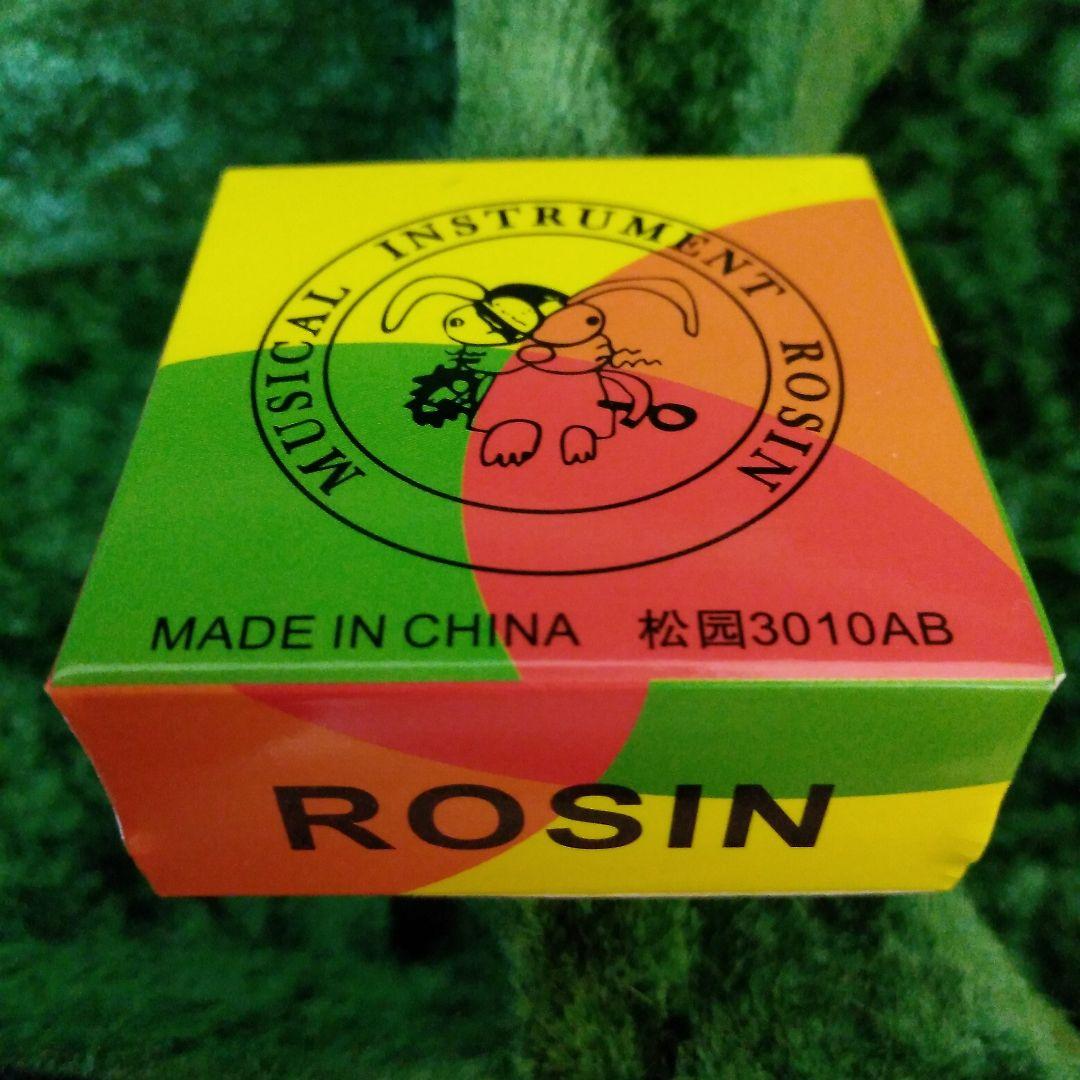 MUSICAL INSTRUMENT ROSIN
MADE IN CHINA 松园3010AB
ROSIN